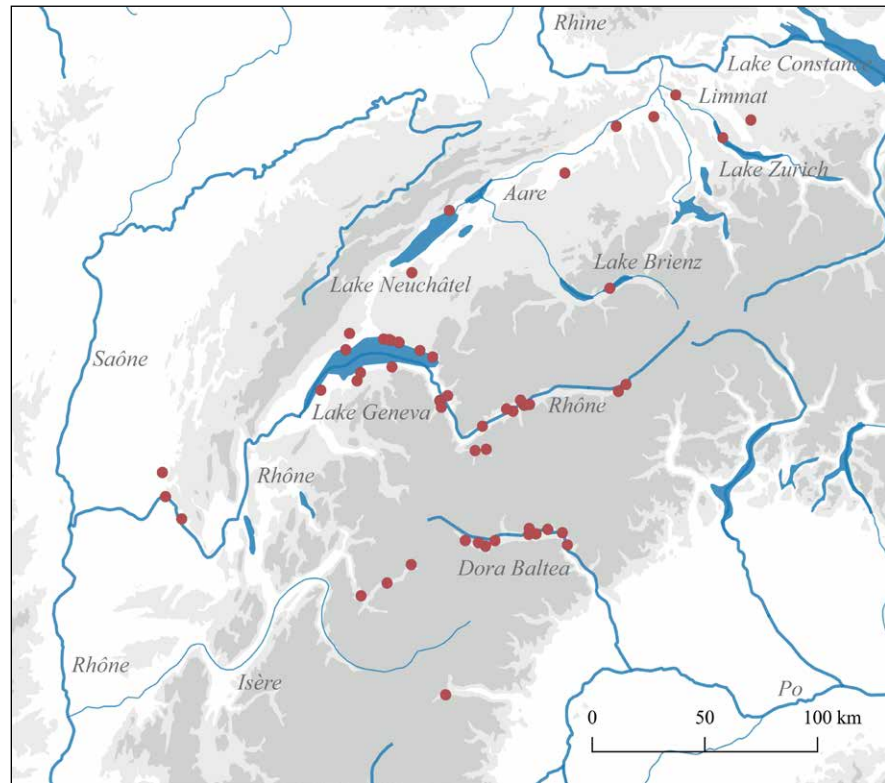 Rhine
Lake Constance
Limmat
Lake Zurich
Aare
Lake Brienz
Lake Neuchâtel
Saône
Lake Geneva
Rhône
Rhône
Dora Baltea
Rhône
Isère
Po
0 50 100 km